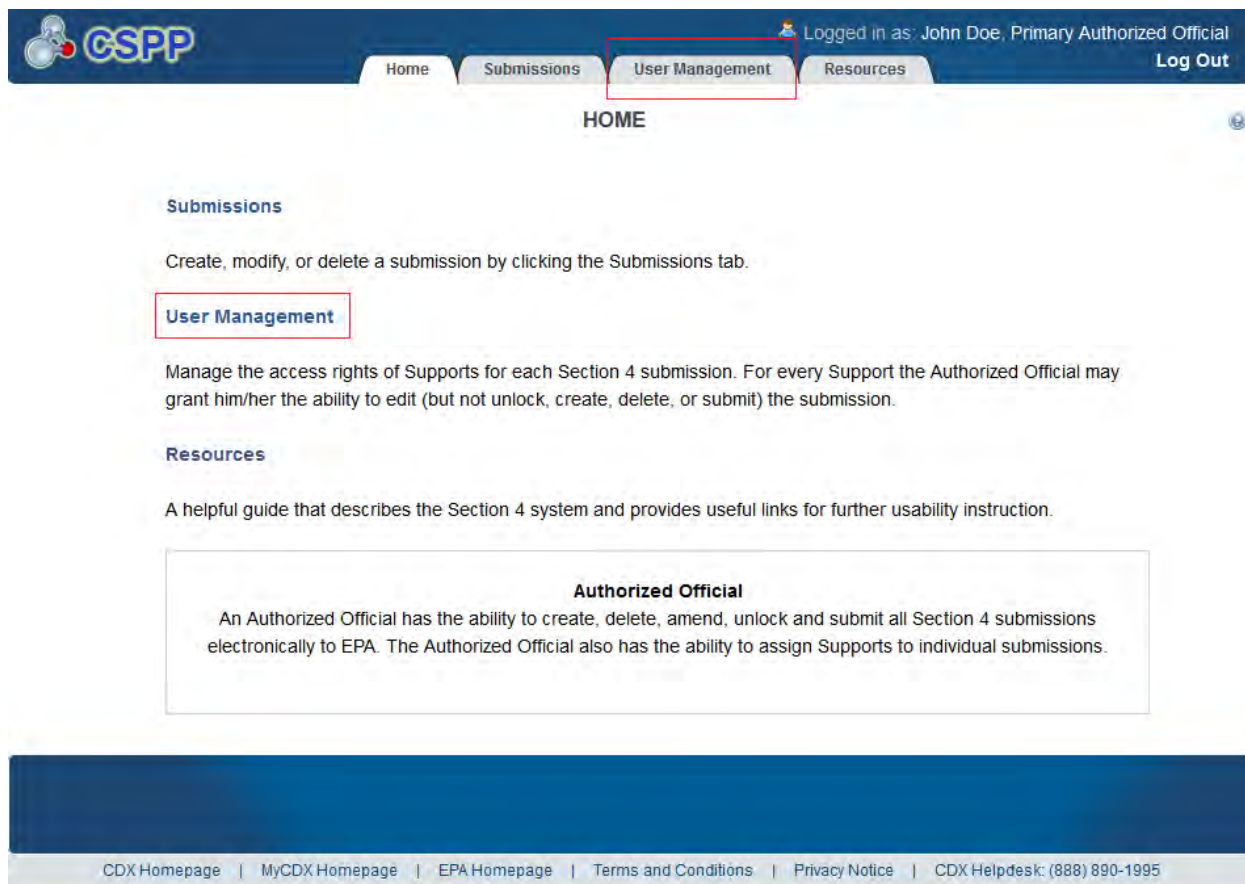 CSPP
Logged in as: John Doe, Primary Authorized Official
Log Out
Home Submissions User Management Resources
HOME
Submissions
Create, modify, or delete a submission by clicking the Submissions tab.
User Management
Manage the access rights of Supports for each Section 4 submission. For every Support the Authorized Official may
grant him/her the ability to edit (but not unlock, create, delete, or submit) the submission.
Resources
A helpful guide that describes the Section 4 system and provides useful links for further usability instruction.
Authorized Official
An Authorized Official has the ability to create, delete, amend, unlock and submit all Section 4 submissions
electronically to EPA. The Authorized Official also has the ability to assign Supports to individual submissions.
CDX Homepage | MyCDX Homepage | EPA Homepage | Terms and Conditions | Privacy Notice | CDX Helpdesk: (888) 890-1995